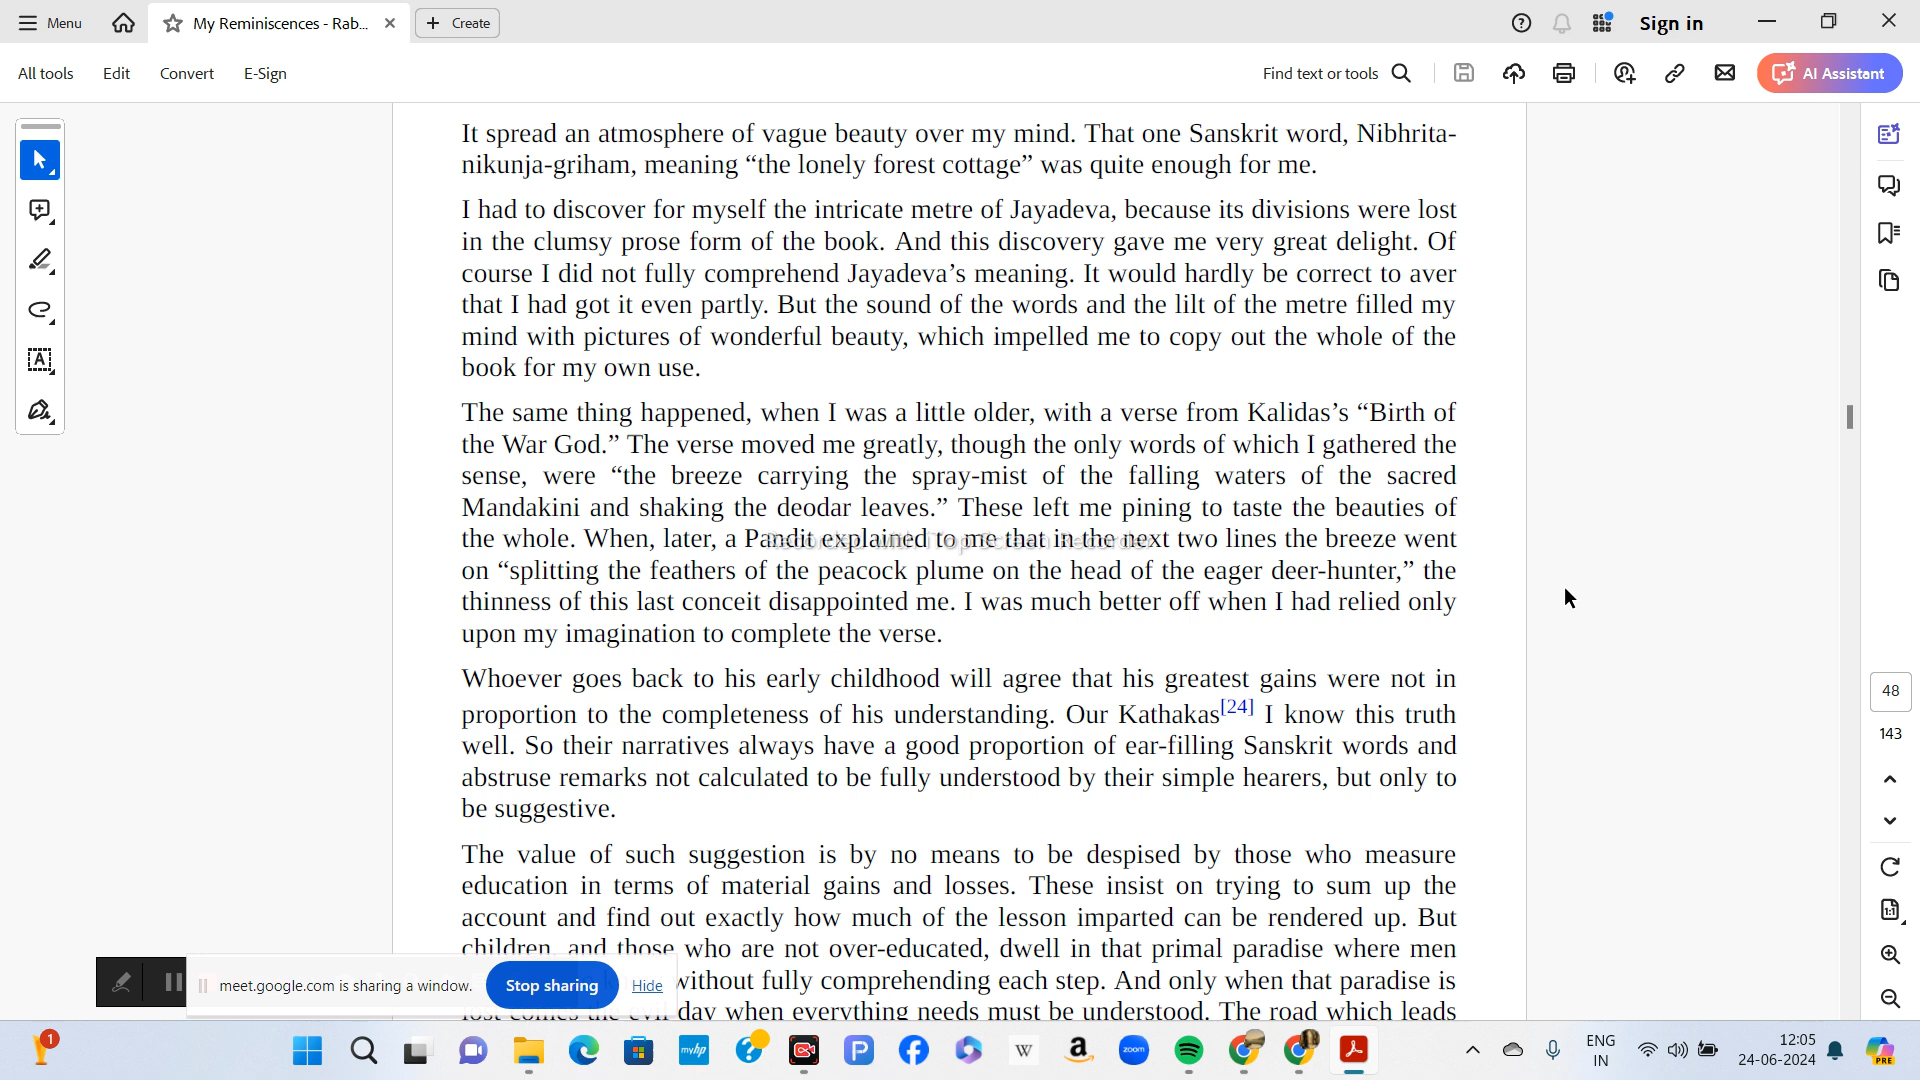 Menu
My Reminiscences - Rab...
Create
Sign in
All tools
Edit
Convert
E-Sign
Find text or tools
AI Assistant
It spread an atmosphere of vague beauty over my mind. That one Sanskrit word, Nibhrita-
nikunja-griham, meaning “the lonely forest cottage” was quite enough for me.
I had to discover for myself the intricate metre of Jayadeva, because its divisions were lost
in the clumsy prose form of the book. And this discovery gave me very great delight. Of
course I did not fully comprehend Jayadeva’s meaning. It would hardly be correct to aver
that I had got it even partly. But the sound of the words and the lilt of the metre filled my
mind with pictures of wonderful beauty, which impelled me to copy out the whole of the
book for my own use.
The same thing happened, when I was a little older, with a verse from Kalidas’s “Birth of
the War God.” The verse moved me greatly, though the only words of which I gathered the
sense, were “the breeze carrying the spray-mist of the falling waters of the sacred
Mandakini and shaking the deodar leaves.” These left me pining to taste the beauties of
the whole. When, later, a Pandit explained to me that in the next two lines the breeze went
Recorded with iTop Screen Recorder
on “splitting the feathers of the peacock plume on the head of the eager deer-hunter,” the
thinness of this last conceit disappointed me. I was much better off when I had relied only
upon my imagination to complete the verse.
Whoever goes back to his early childhood will agree that his greatest gains were not in
proportion to the completeness of his understanding. Our Kathakas[24] I know this truth
well. So their narratives always have a good proportion of ear-filling Sanskrit words and
abstruse remarks not calculated to be fully understood by their simple hearers, but only to
be suggestive.
The value of such suggestion is by no means to be despised by those who measure
education in terms of material gains and losses. These insist on trying to sum up the
account and find out exactly how much of the lesson imparted can be rendered up. But
children, and those who are not over-educated, dwell in that primal paradise where men
without fully comprehending each step. And only when that paradise is
lost comes the evil day when everything needs must be understood. The road which leads
meet.google.com is sharing a window.
Stop sharing
Hide
48
143
1
myhp
P
W
zoom
ENG
IN
12:05
24-06-2024
PRE